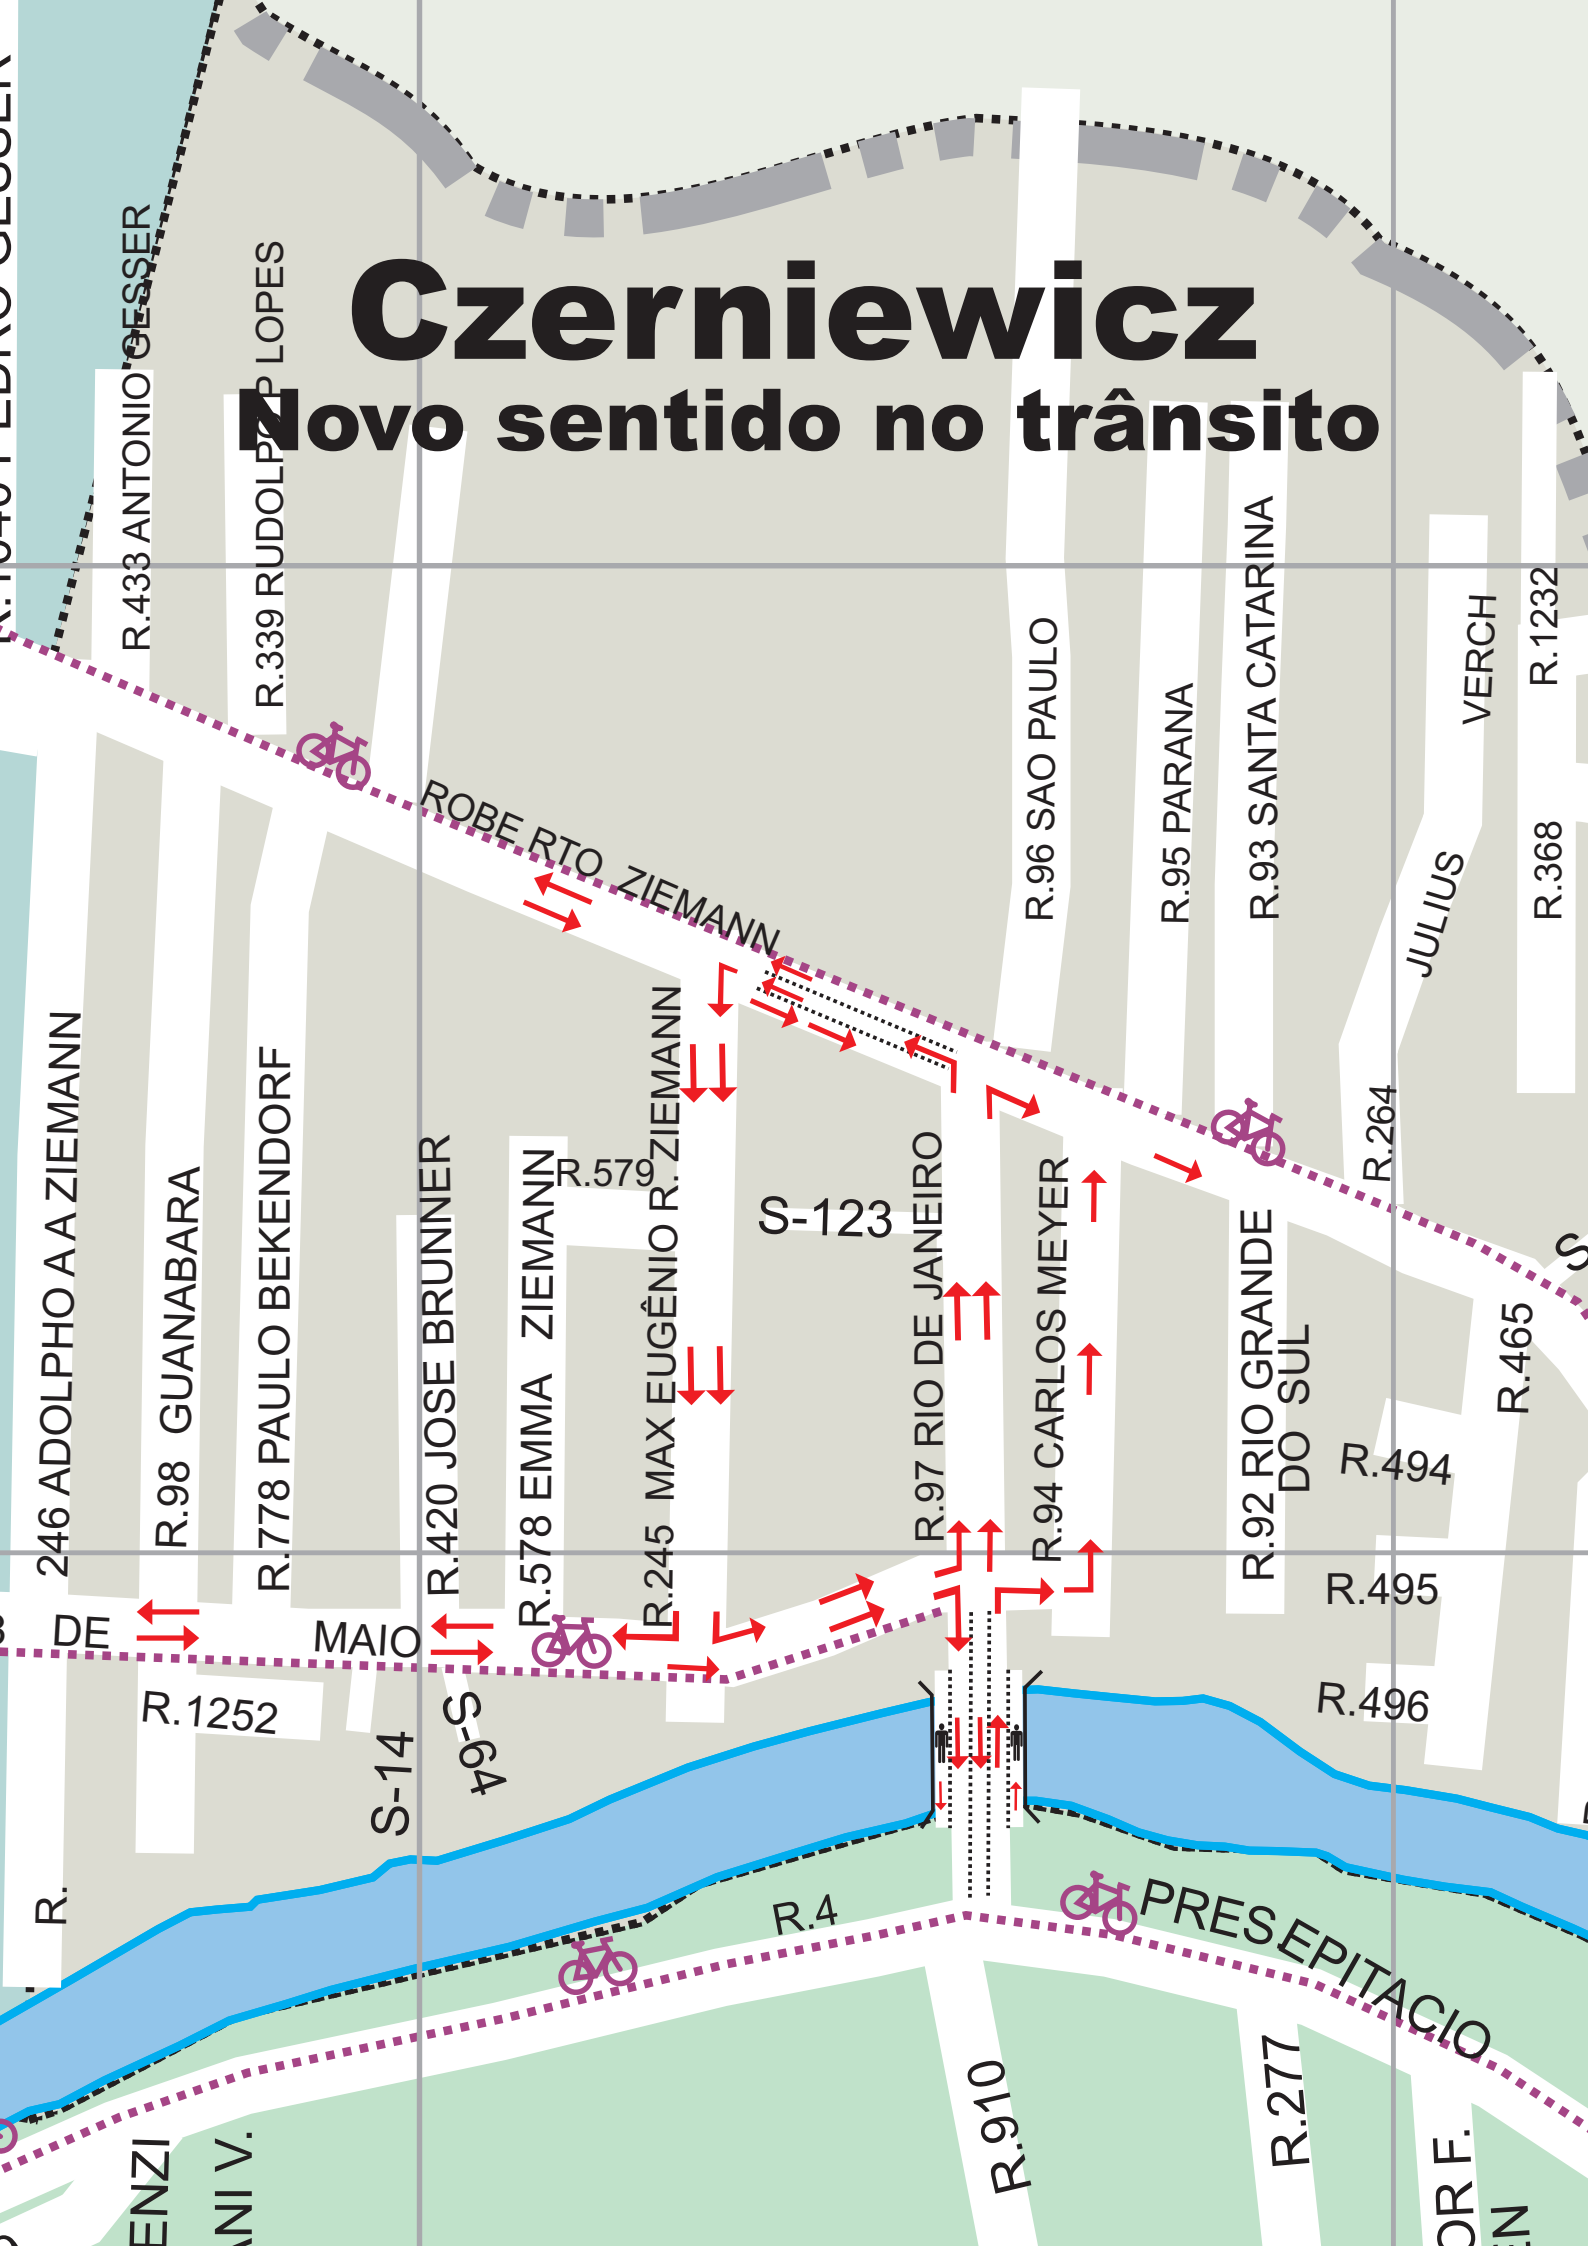 Czerniewicz
Novo sentido no trânsito
R.433 ANTONIO GESSER
R.339 RUDOLPHO P LOPES
ROBE RTO ZIEMANN
R.96 SAO PAULO
R.95 PARANA
R.93 SANTA CATARINA
JULIUS VERCH
R.1232
R.368
R.264
246 ADOLPHO A A ZIEMANN
R.98 GUANABARA
R.778 PAULO BEKENDORF
R.420 JOSE BRUNNER
R.578 EMMA ZIEMANN
R.579
R.245 MAX EUGÊNIO R. ZIEMANN
S-123
R.97 RIO DE JANEIRO
R.94 CARLOS MEYER
R.92 RIO GRANDE
DO SUL
R.465
R.494
R.495
R.496
DE MAIO
R.1252
S-14
S-64
R.
R.4
PRES.EPITACIO
R.910
R.277